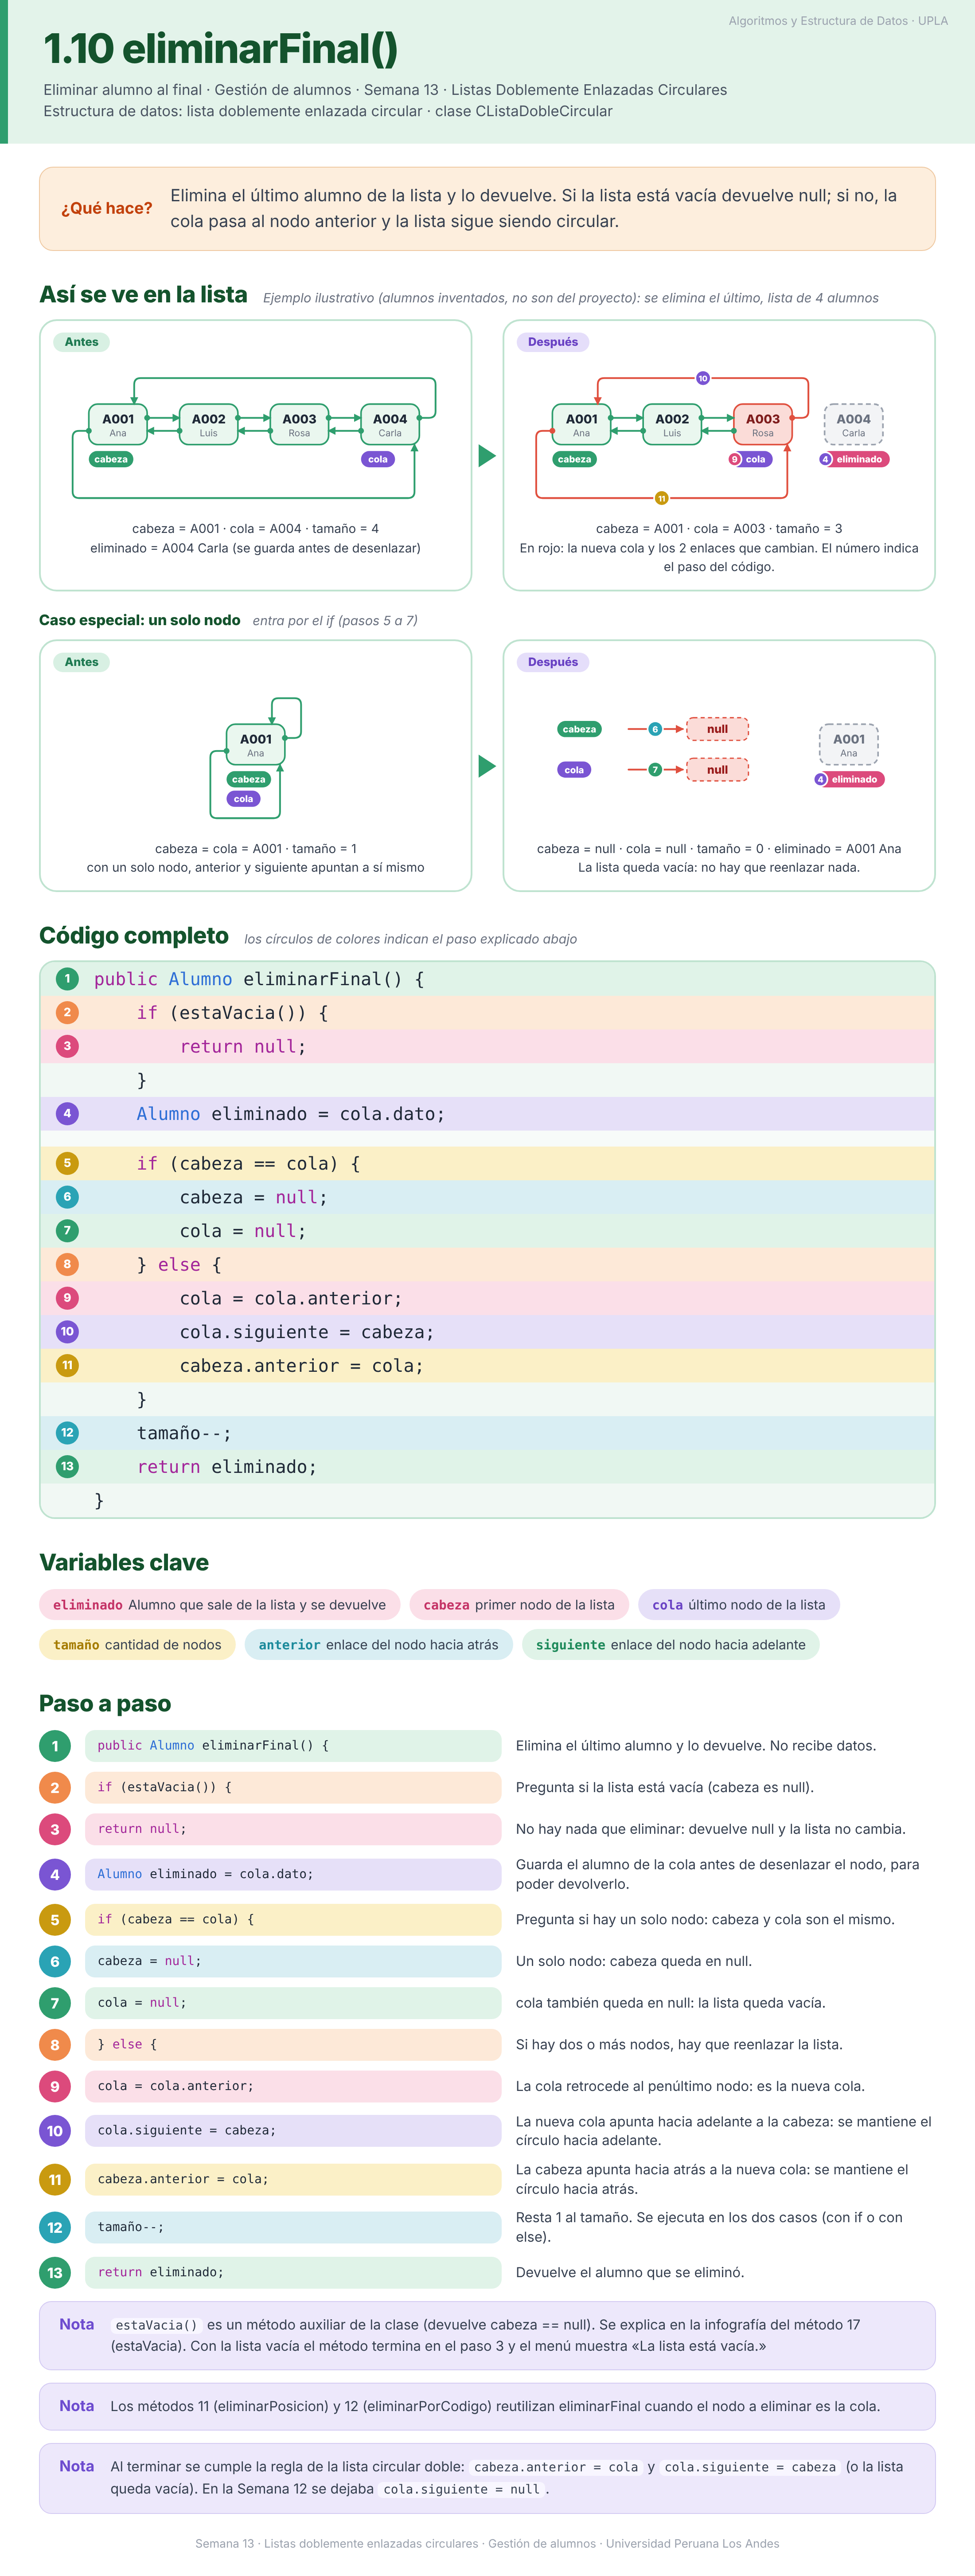 Algoritmos y Estructura de Datos · UPLA
1.10 eliminarFinal()
Eliminar alumno al final · Gestión de alumnos · Semana 13 · Listas Doblemente Enlazadas Circulares
Estructura de datos: lista doblemente enlazada circular · clase CListaDobleCircular
¿Qué hace?
Elimina el último alumno de la lista y lo devuelve. Si la lista está vacía devuelve null; si no, la
cola pasa al nodo anterior y la lista sigue siendo circular.
Así se ve en la lista
Ejemplo ilustrativo (alumnos inventados, no son del proyecto): se elimina el último, lista de 4 alumnos
Antes
A001
Ana
A002
Luis
A003
Rosa
A004
Carla
cabeza
cola
cabeza = A001 · cola = A004 · tamaño = 4
eliminado = A004 Carla (se guarda antes de desenlazar)
Después
10
A001
Ana
A002
Luis
A003
Rosa
A004
Carla
cabeza
9 cola
4 eliminado
11
cabeza = A001 · cola = A003 · tamaño = 3
En rojo: la nueva cola y los 2 enlaces que cambian. El número indica
el paso del código.
Caso especial: un solo nodo
entra por el if (pasos 5 a 7)
Antes
A001
Ana
cabeza
cola
cabeza = cola = A001 · tamaño = 1
con un solo nodo, anterior y siguiente apuntan a sí mismo
Después
cabeza 6 null
cola 7 null
A001
Ana
4 eliminado
cabeza = null · cola = null · tamaño = 0 · eliminado = A001 Ana
La lista queda vacía: no hay que reenlazar nada.
Código completo
los círculos de colores indican el paso explicado abajo
1 public Alumno eliminarFinal() {
2 if (estaVacia()) {
3 return null;
}
4 Alumno eliminado = cola.dato;
5 if (cabeza == cola) {
6 cabeza = null;
7 cola = null;
8 } else {
9 cola = cola.anterior;
10 cola.siguiente = cabeza;
11 cabeza.anterior = cola;
}
12 tamaño--;
13 return eliminado;
}
Variables clave
eliminado Alumno que sale de la lista y se devuelve
cabeza primer nodo de la lista
cola último nodo de la lista
tamaño cantidad de nodos
anterior enlace del nodo hacia atrás
siguiente enlace del nodo hacia adelante
Paso a paso
1 public Alumno eliminarFinal() {
Elimina el último alumno y lo devuelve. No recibe datos.
2 if (estaVacia()) {
Pregunta si la lista está vacía (cabeza es null).
3 return null;
No hay nada que eliminar: devuelve null y la lista no cambia.
4 Alumno eliminado = cola.dato;
Guarda el alumno de la cola antes de desenlazar el nodo, para
poder devolverlo.
5 if (cabeza == cola) {
Pregunta si hay un solo nodo: cabeza y cola son el mismo.
6 cabeza = null;
Un solo nodo: cabeza queda en null.
7 cola = null;
cola también queda en null: la lista queda vacía.
8 } else {
Si hay dos o más nodos, hay que reenlazar la lista.
9 cola = cola.anterior;
La cola retrocede al penúltimo nodo: es la nueva cola.
10 cola.siguiente = cabeza;
La nueva cola apunta hacia adelante a la cabeza: se mantiene el
círculo hacia adelante.
11 cabeza.anterior = cola;
La cabeza apunta hacia atrás a la nueva cola: se mantiene el
círculo hacia atrás.
12 tamaño--;
Resta 1 al tamaño. Se ejecuta en los dos casos (con if o con
else).
13 return eliminado;
Devuelve el alumno que se eliminó.
Nota
estaVacia() es un método auxiliar de la clase (devuelve cabeza == null). Se explica en la infografía del método 17
(estaVacia). Con la lista vacía el método termina en el paso 3 y el menú muestra «La lista está vacía.»
Nota
Los métodos 11 (eliminarPosicion) y 12 (eliminarPorCodigo) reutilizan eliminarFinal cuando el nodo a eliminar es la cola.
Nota
Al terminar se cumple la regla de la lista circular doble: cabeza.anterior = cola y cola.siguiente = cabeza (o la lista
queda vacía). En la Semana 12 se dejaba cola.siguiente = null.
Semana 13 · Listas doblemente enlazadas circulares · Gestión de alumnos · Universidad Peruana Los Andes